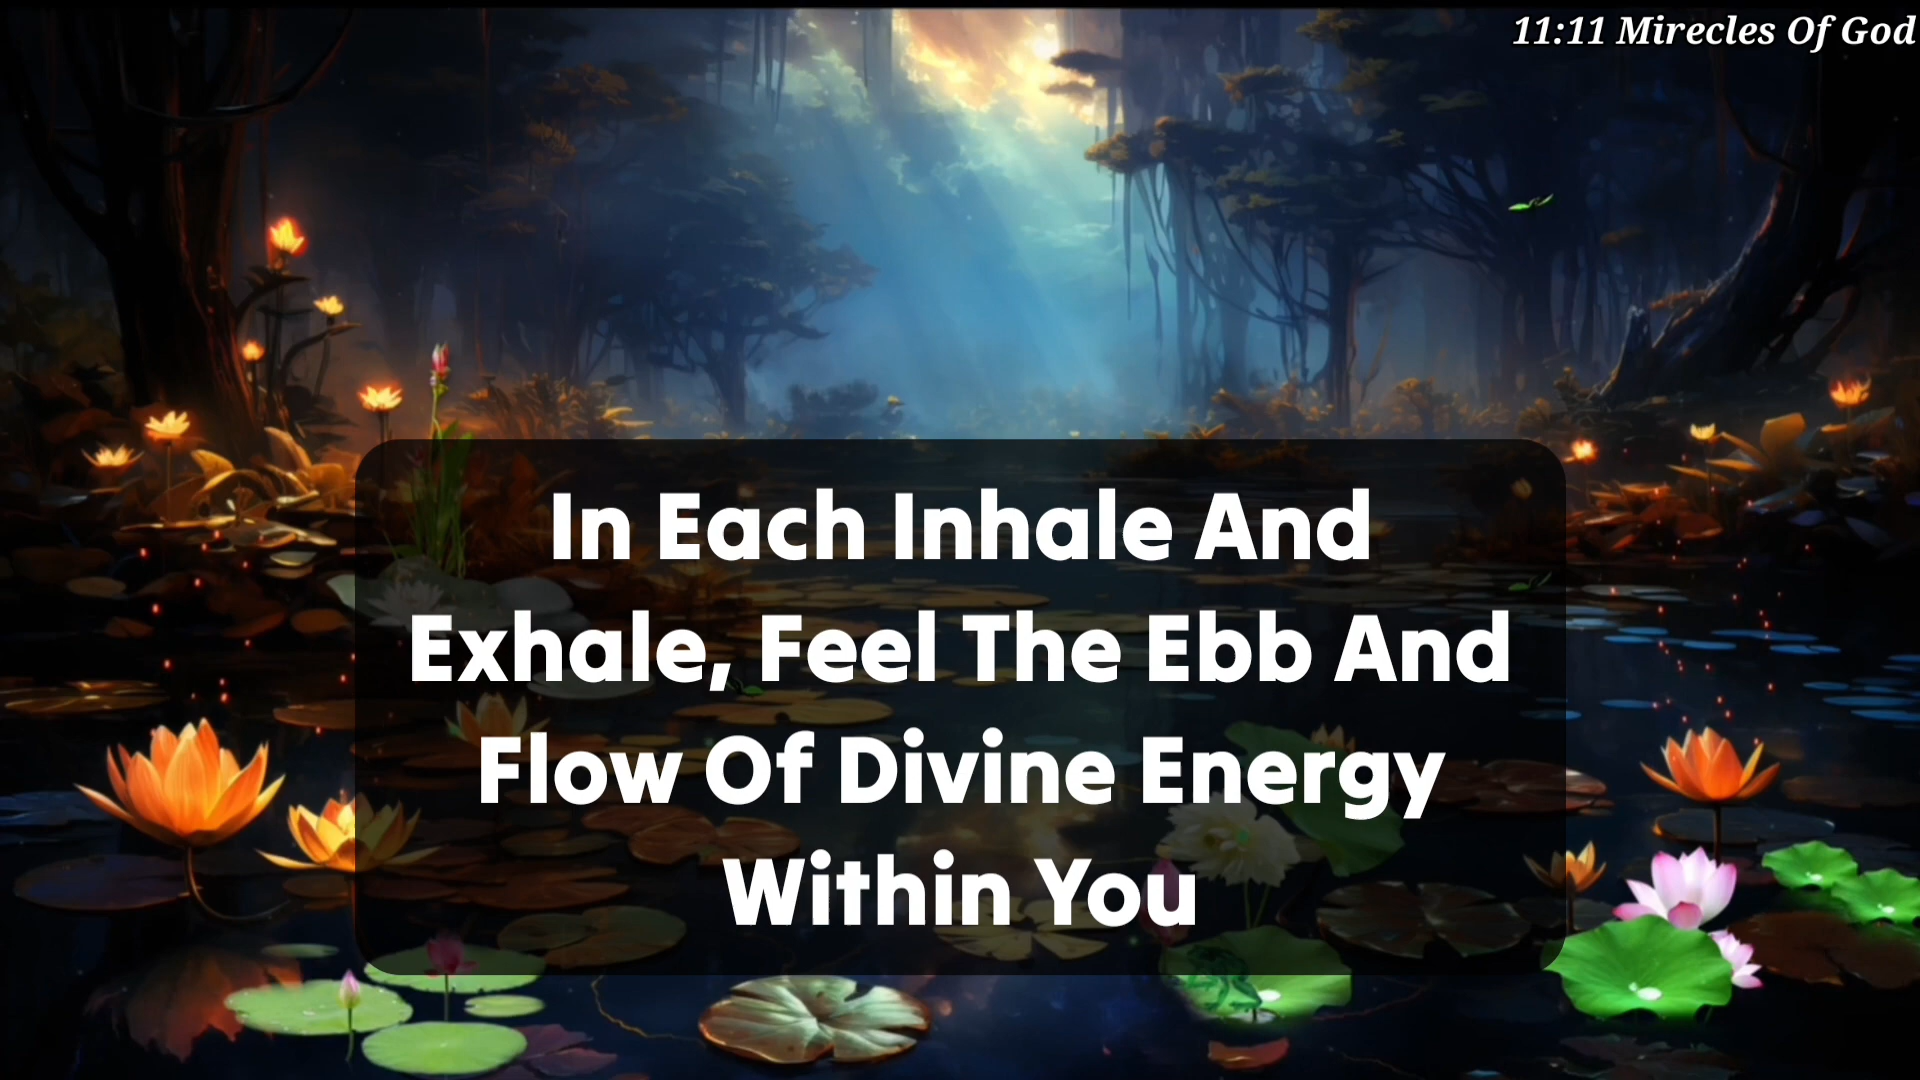 11:11 Mirecles Of God
In Each Inhale And
Exhale, Feel The Ebb And
Flow Of Divine Energy
Within You